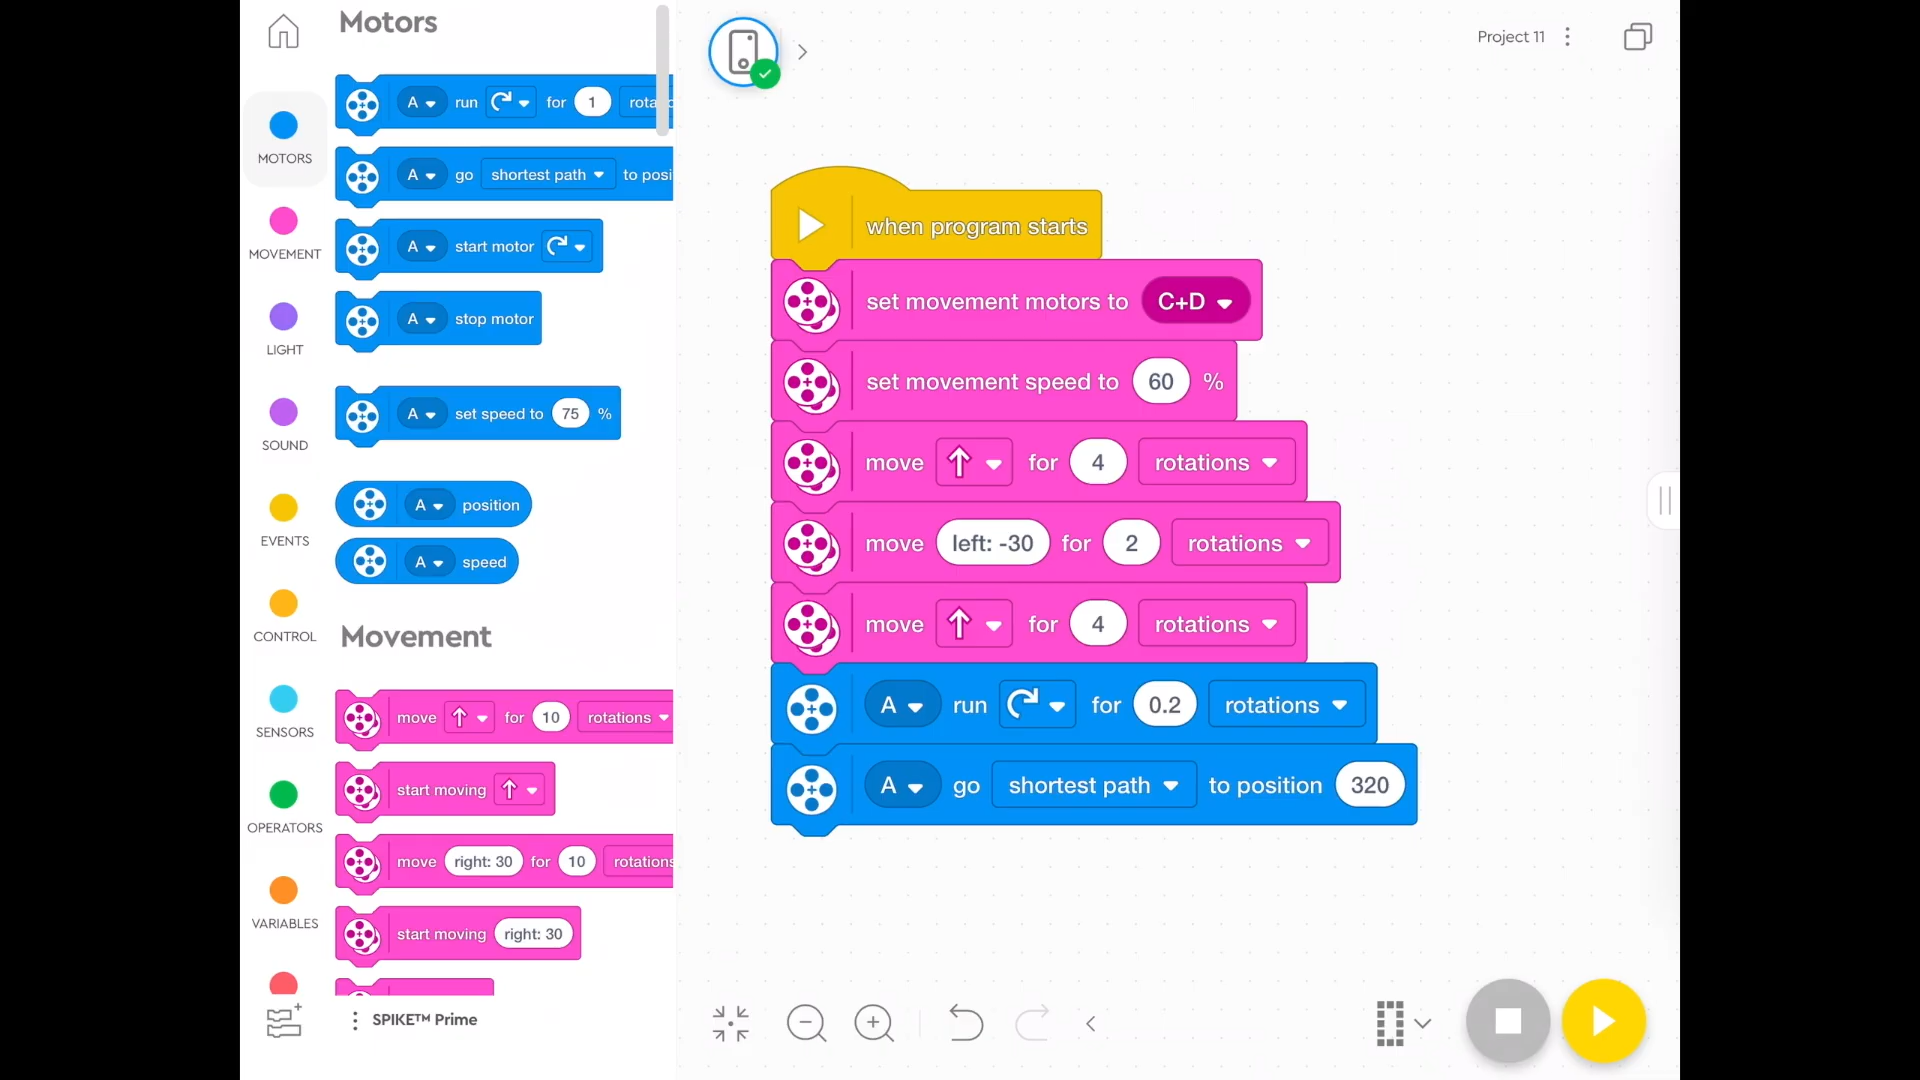 Motors
A run for 1 rota
A go shortest path to posi
A start motor
A stop motor
A set speed to 75 %
A position
A speed
Movement
move for 10 rotations
start moving
move right: 30 for 10 rotations
start moving right: 30
MOTORS
MOVEMENT
LIGHT
SOUND
EVENTS
CONTROL
SENSORS
OPERATORS
VARIABLES
SPIKE™ Prime
Project 11
when program starts
set movement motors to C+D
set movement speed to 60 %
move for 4 rotations
move left: -30 for 2 rotations
move for 4 rotations
A run for 0.2 rotations
A go shortest path to position 320